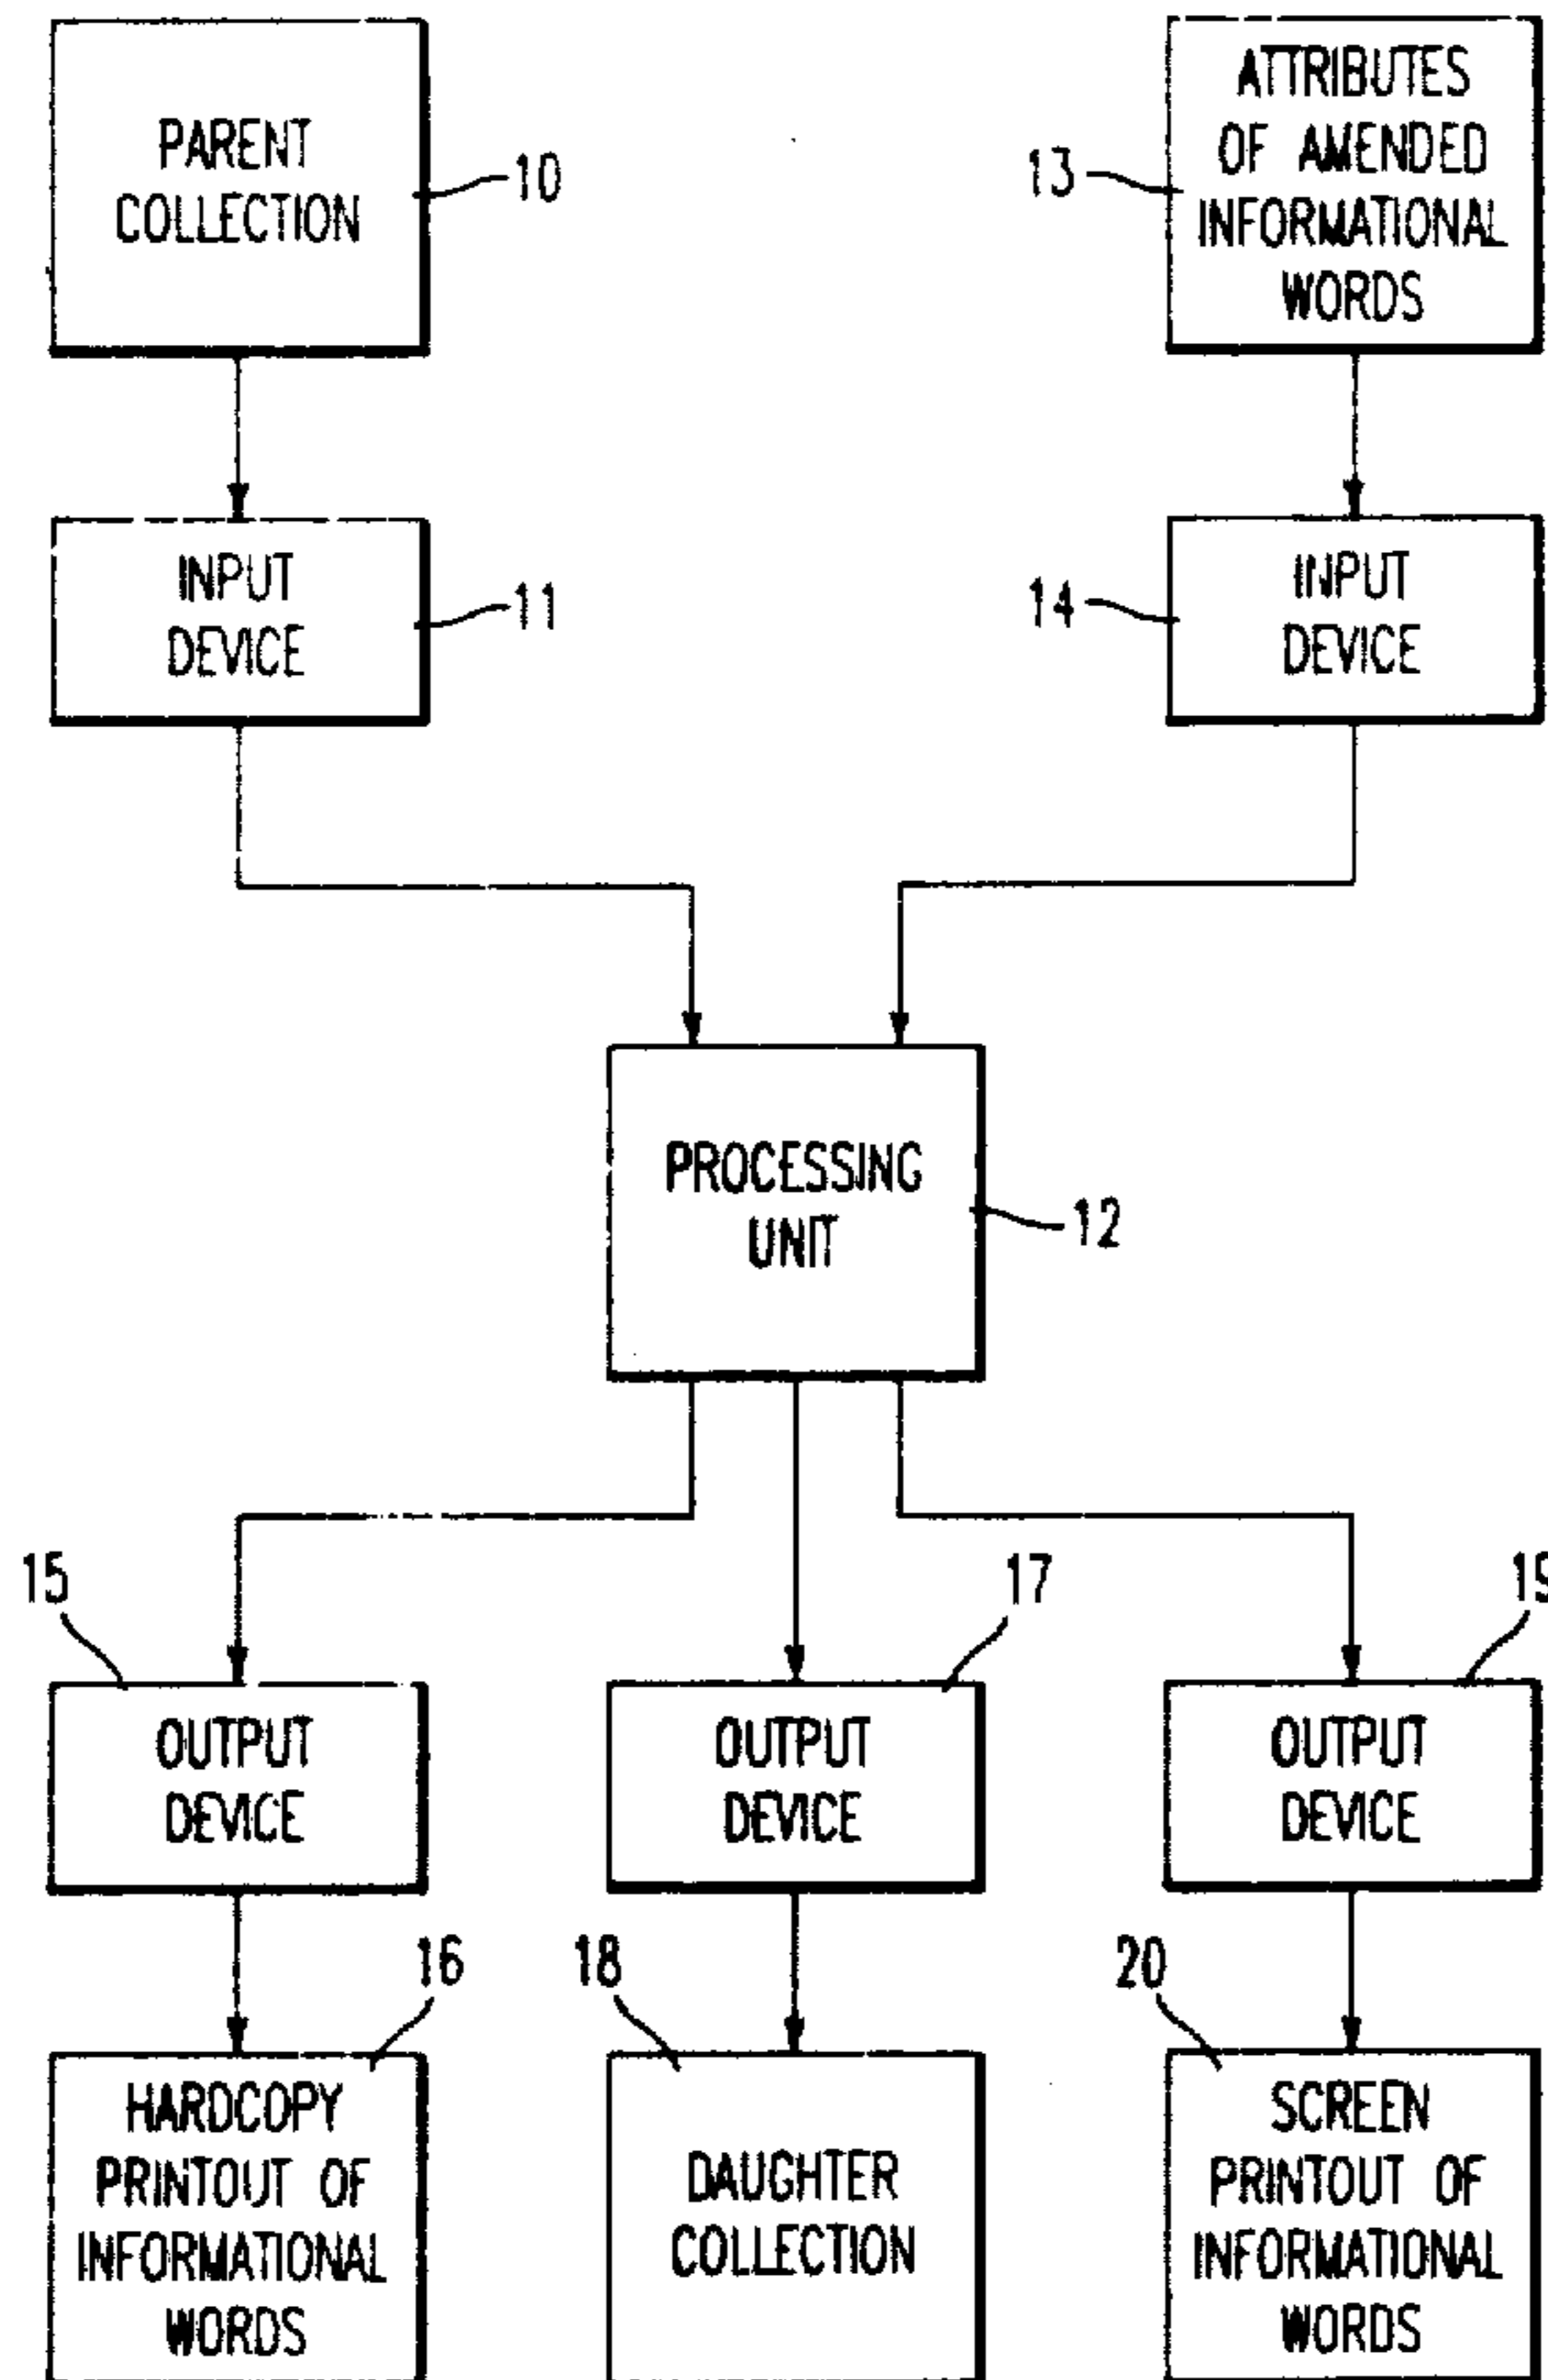 PARENT
COLLECTION
10
ATTRIBUTES
OF AMENDED
INFORMATIONAL
WORDS
13
INPUT
DEVICE
11
INPUT
DEVICE
14
PROCESSING
UNIT
12
15
OUTPUT
DEVICE
17
OUTPUT
DEVICE
19
OUTPUT
DEVICE
16
HARDCOPY
PRINTOUT OF
INFORMATIONAL
WORDS
18
DAUGHTER
COLLECTION
20
SCREEN
PRINTOUT OF
INFORMATIONAL
WORDS